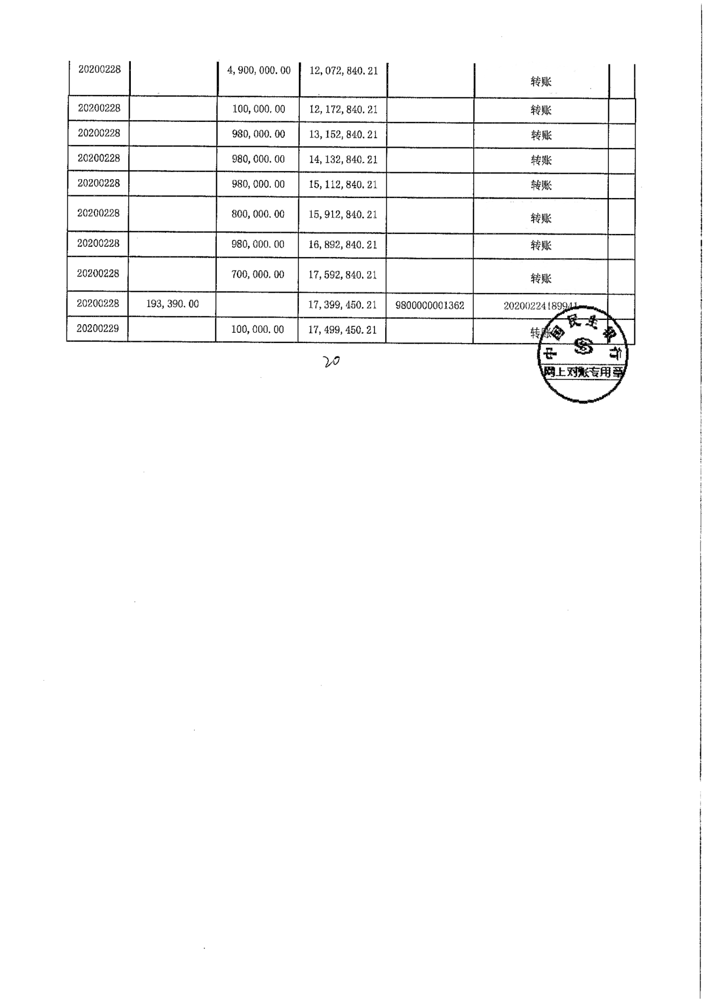 20200228 4,900,000.00 12,072,840.21 转账
20200228 100,000.00 12,172,840.21 转账
20200228 980,000.00 13,152,840.21 转账
20200228 980,000.00 14,132,840.21 转账
20200228 980,000.00 15,112,840.21 转账
20200228 800,000.00 15,912,840.21 转账
20200228 980,000.00 16,892,840.21 转账
20200228 700,000.00 17,592,840.21 转账
20200228 193,390.00 17,399,450.21 9800000001362 20200224189941
20200229 100,000.00 17,499,450.21 转账
20
中国民生银行
网上对账专用章